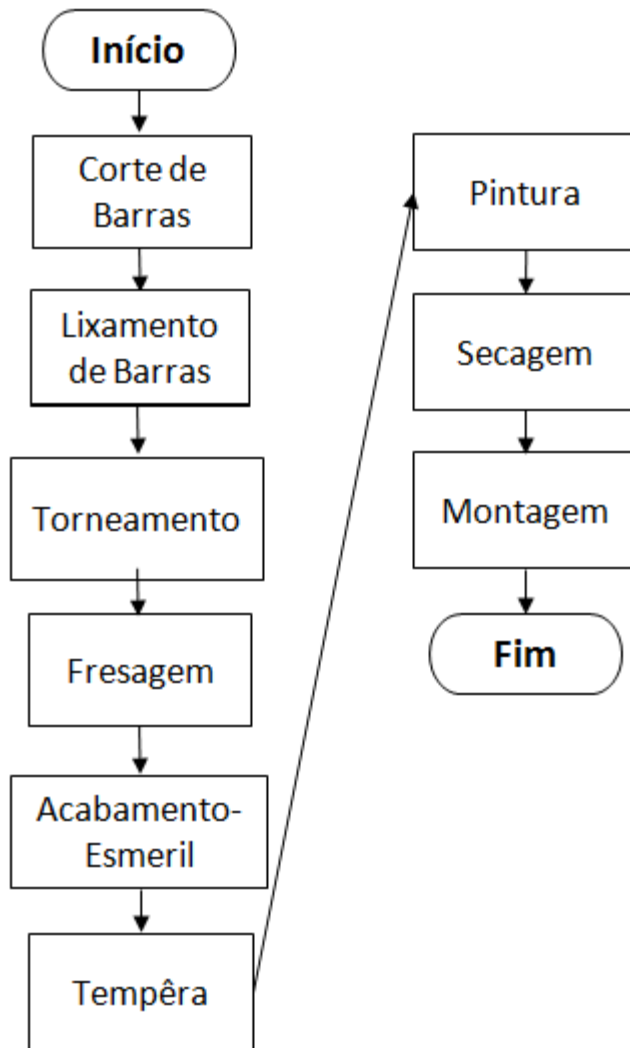 Início
Corte de
Barras
Lixamento
de Barras
Torneamento
Fresagem
Acabamento-
Esmeril
Tempêra
Pintura
Secagem
Montagem
Fim